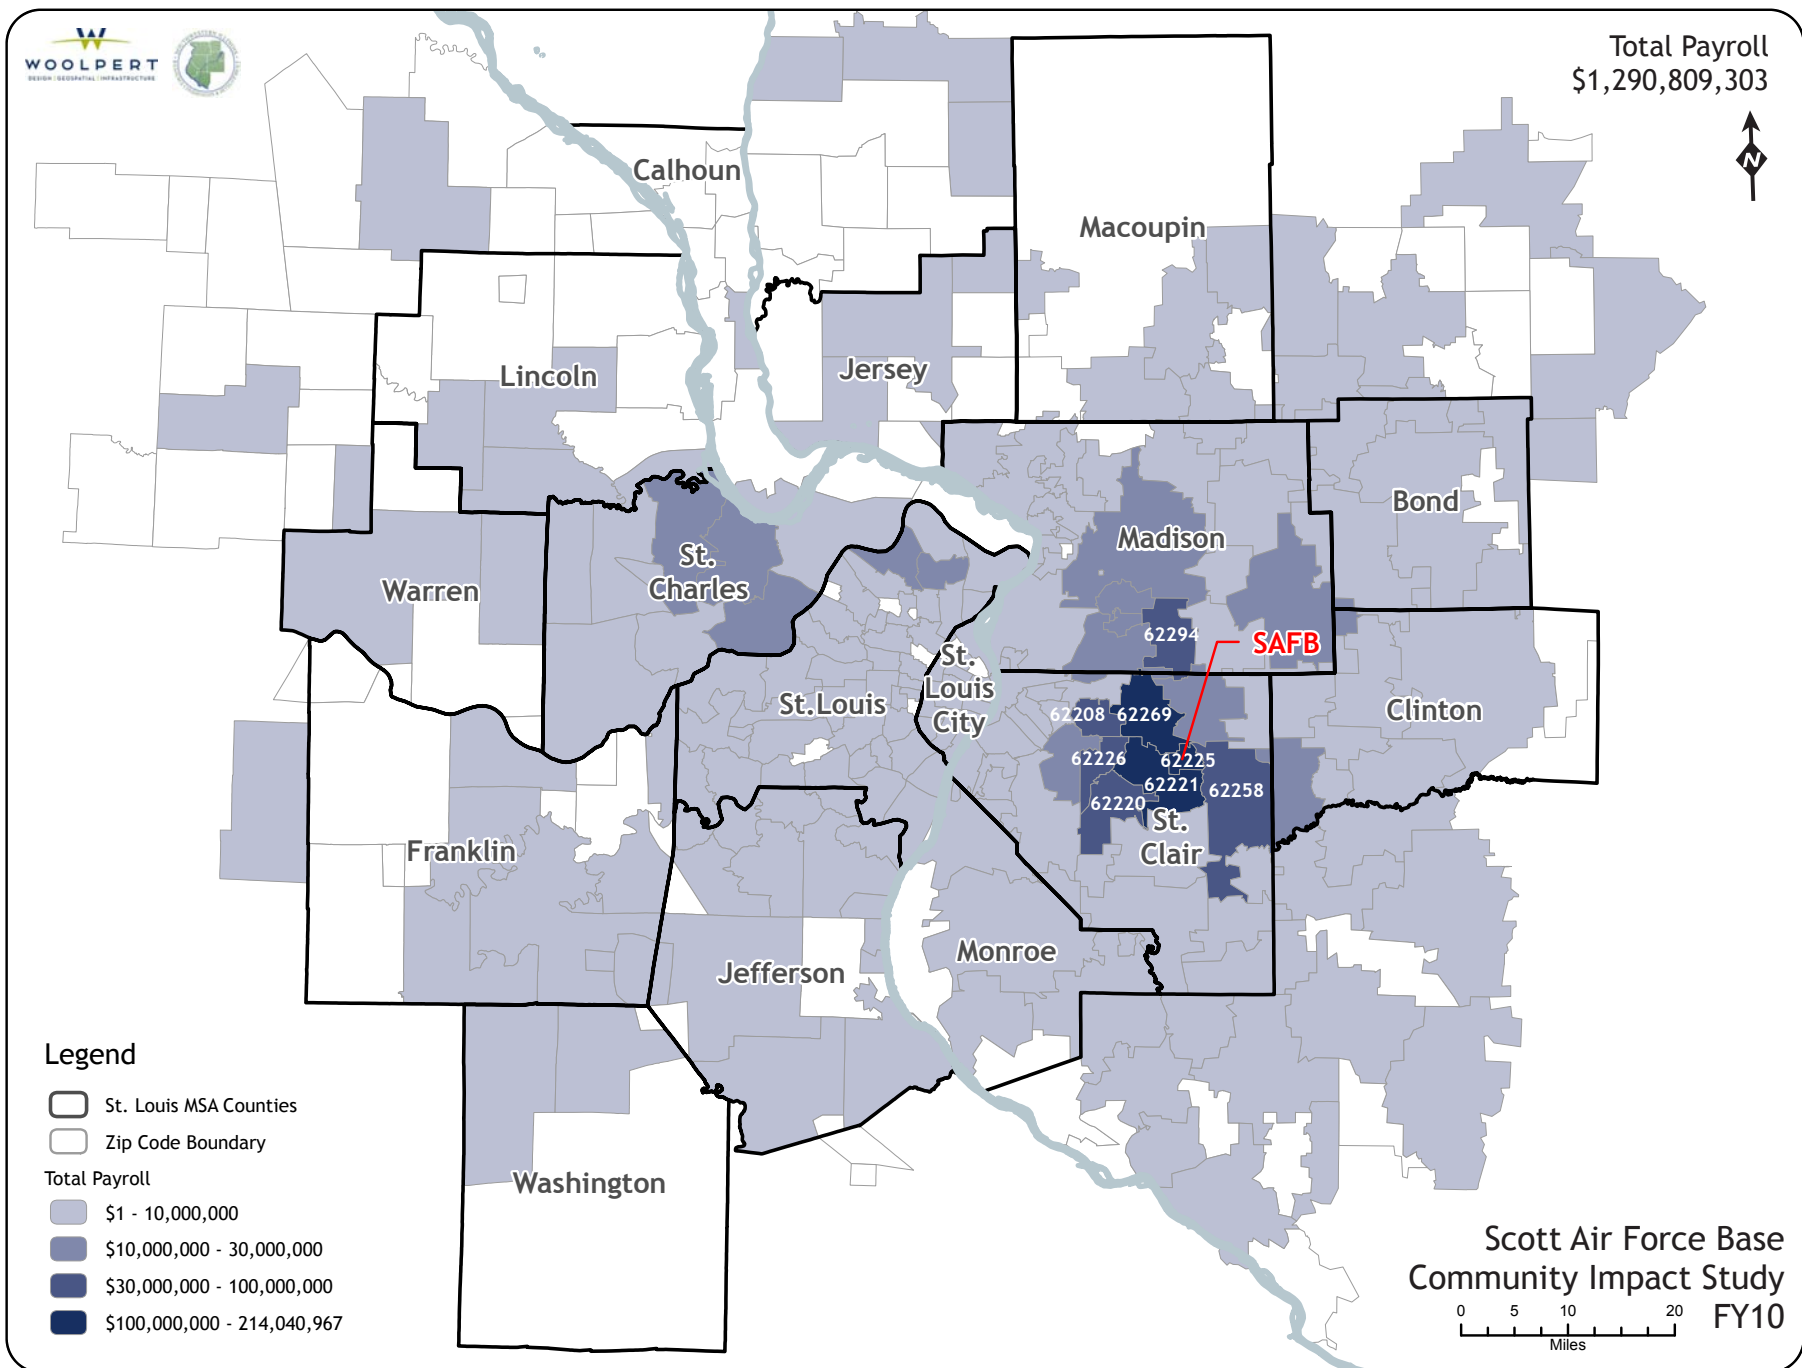 WOOLPERT
DESIGN | GEOSPATIAL | INFRASTRUCTURE
Total Payroll
$1,290,809,303
N
Calhoun
Macoupin
Lincoln
Jersey
Bond
Madison
St.
Charles
Warren
62294
SAFB
St.
Louis
City
St.Louis
62208
62269
Clinton
62226
62225
62221
62258
62220
St.
Clair
Franklin
Monroe
Jefferson
Washington
Legend
St. Louis MSA Counties
Zip Code Boundary
Total Payroll
$1 - 10,000,000
$10,000,000 - 30,000,000
$30,000,000 - 100,000,000
$100,000,000 - 214,040,967
Scott Air Force Base
Community Impact Study
FY10
0 5 10 20
Miles